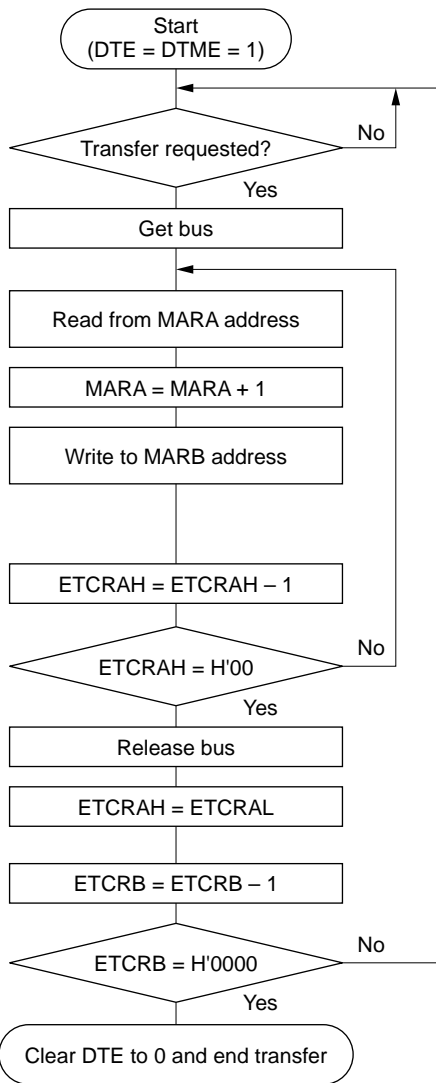 Start
(DTE = DTME = 1)
Transfer requested?
No
Yes
Get bus
Read from MARA address
MARA = MARA + 1
Write to MARB address
ETCRAH = ETCRAH – 1
ETCRAH = H'00
No
Yes
Release bus
ETCRAH = ETCRAL
ETCRB = ETCRB – 1
ETCRB = H'0000
No
Yes
Clear DTE to 0 and end transfer